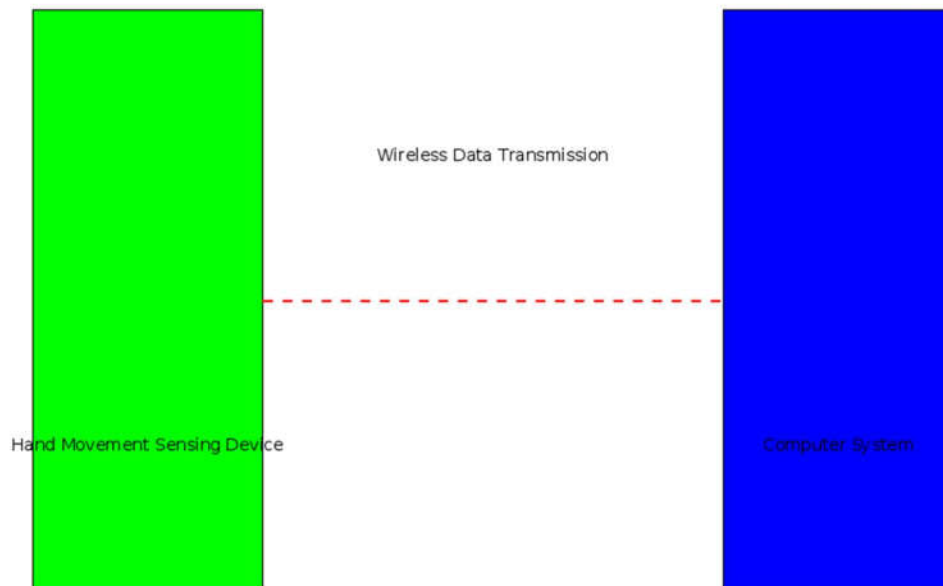 Wireless Data Transmission
Hand Movement Sensing Device
Computer System